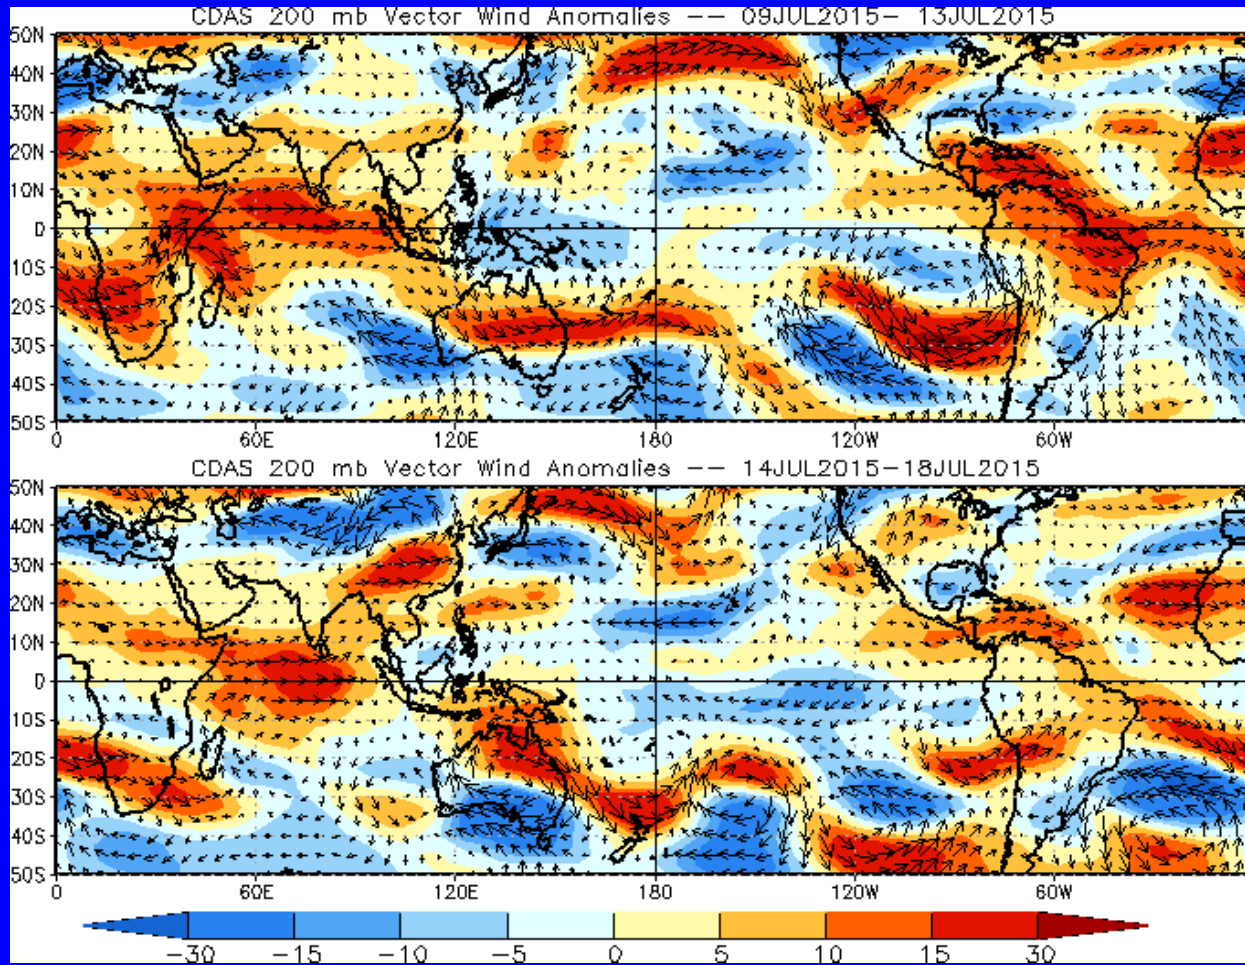 CDAS 200 mb Vector Wind Anomalies -- 09JUL2015- 13JUL2015
50N
40N
30N
20N
10N
0
10S
20S
30S
40S
50S
0 60E 120E 180 120W 60W
CDAS 200 mb Vector Wind Anomalies -- 14JUL2015-18JUL2015
50N
40N
30N
20N
10N
0
10S
20S
30S
40S
50S
0 60E 120E 180 120W 60W
-30 -15 -10 -5 0 5 10 15 30